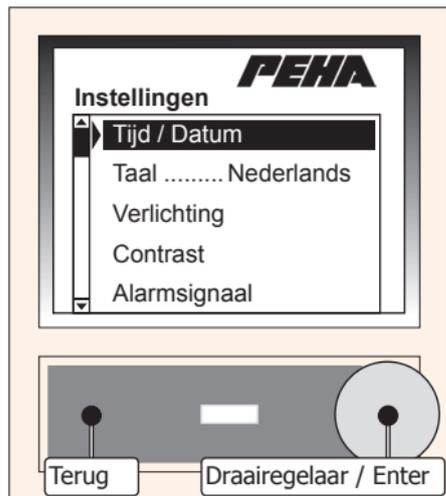 PEHA
Instellingen
Tijd / Datum
Taal ......... Nederlands
Verlichting
Contrast
Alarmsignaal
Terug
Draairegelaar / Enter